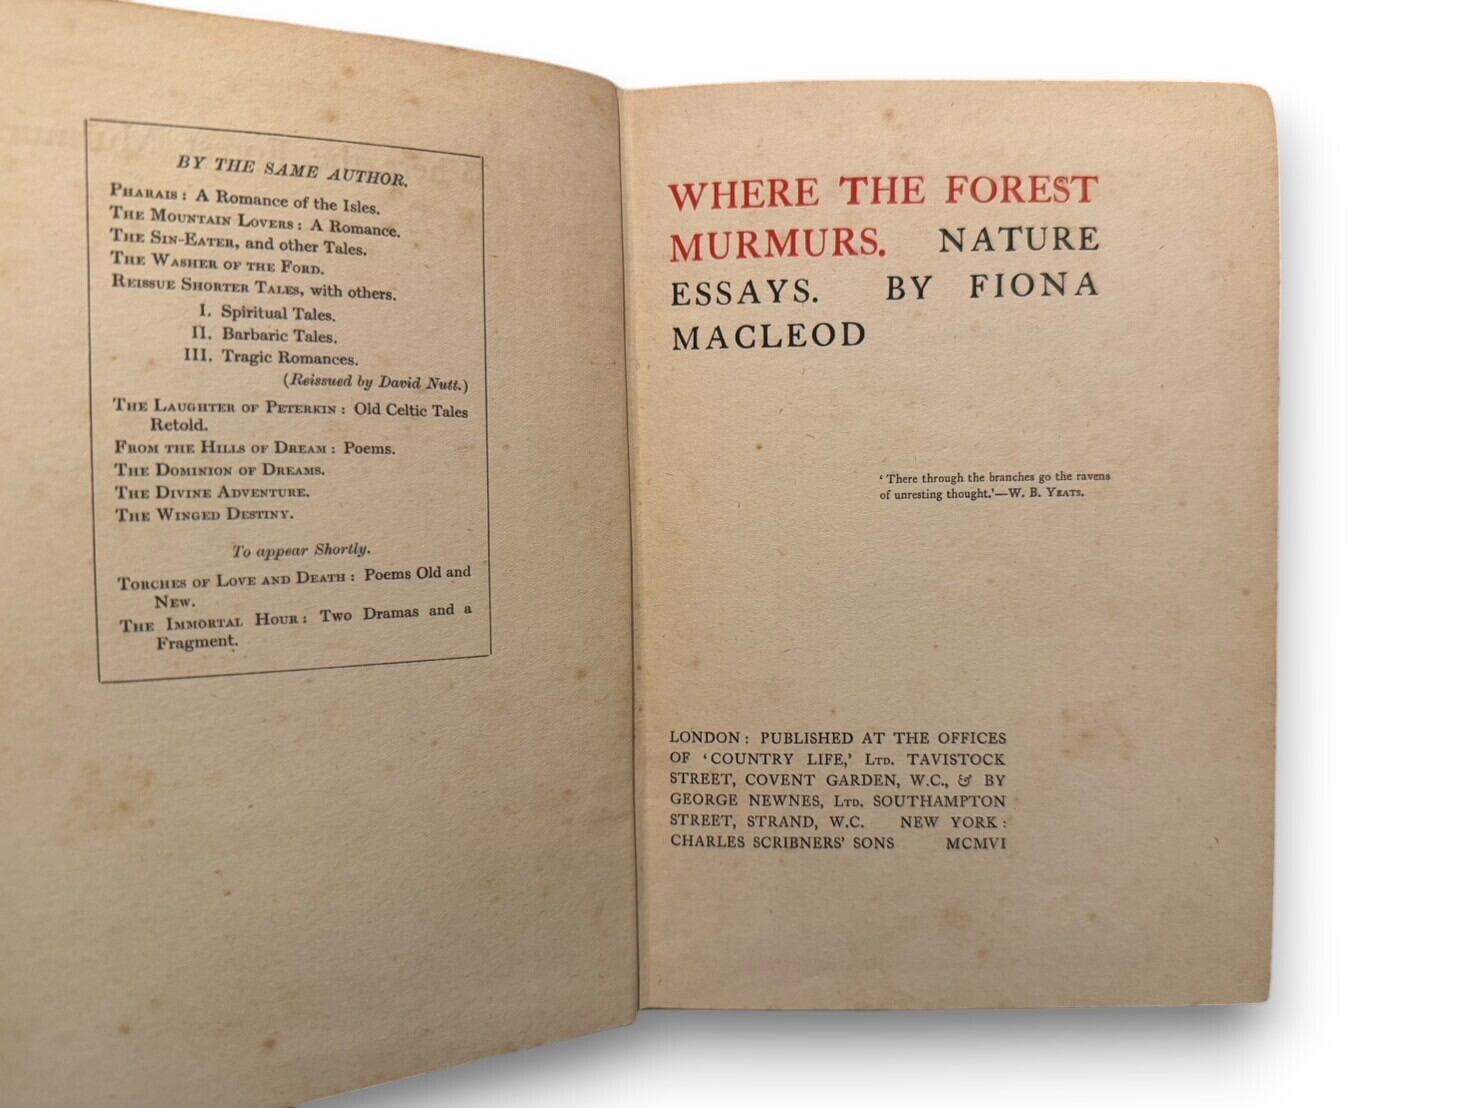 BY THE SAME AUTHOR.
PHARAIS: A Romance of the Isles.
THE MOUNTAIN LOVERS: A Romance.
THE SIN-EATER, and other Tales.
THE WASHER OF THE FORD.
REISSUE SHORTER TALES, with others.
I. Spiritual Tales.
II. Barbaric Tales.
III. Tragic Romances.
(Reissued by David Nutt.)
THE LAUGHTER OF PETERKIN: Old Celtic Tales
Retold.
FROM THE HILLS OF DREAM: Poems.
THE DOMINION OF DREAMS.
THE DIVINE ADVENTURE.
THE WINGED DESTINY.
To appear Shortly.
TORCHES OF LOVE AND DEATH: Poems Old and
New.
THE IMMORTAL HOUR: Two Dramas and a
Fragment.
WHERE THE FOREST
MURMURS. NATURE
ESSAYS. BY FIONA
MACLEOD
‘There through the branches go the ravens
of unresting thought.’—W. B. YEATS.
LONDON: PUBLISHED AT THE OFFICES
OF ‘COUNTRY LIFE,’ LTD. TAVISTOCK
STREET, COVENT GARDEN, W.C., & BY
GEORGE NEWNES, LTD. SOUTHAMPTON
STREET, STRAND, W.C. NEW YORK:
CHARLES SCRIBNERS’ SONS MCMVI